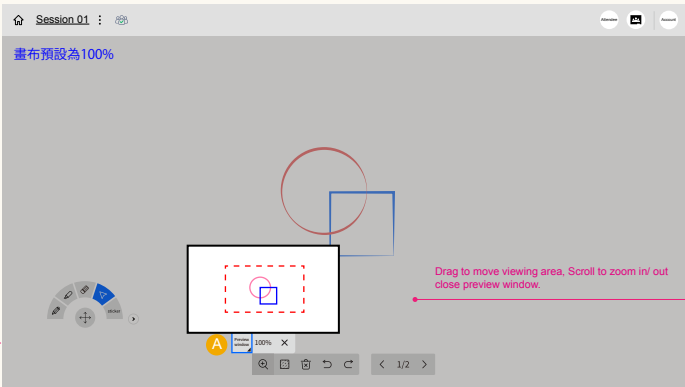 Session 01
Attendee
Account
畫布預設為100%
Drag to move viewing area, Scroll to zoom in/ out
close preview window.
sticker
A
Preview
window
100%
1/2